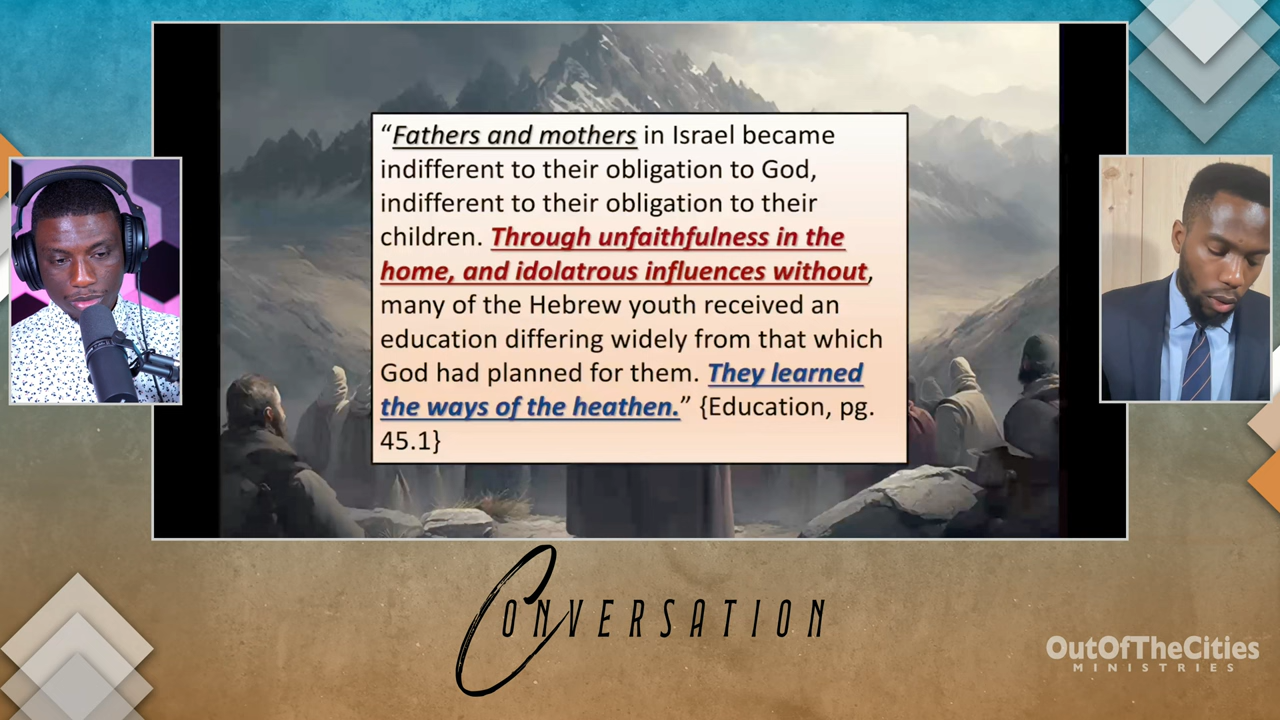 “Fathers and mothers in Israel became
indifferent to their obligation to God,
indifferent to their obligation to their
children. Through unfaithfulness in the
home, and idolatrous influences without,
many of the Hebrew youth received an
education differing widely from that which
God had planned for them. They learned
the ways of the heathen.” {Education, pg.
45.1}
CONVERSATION
OutOfTheCities
MINISTRIES